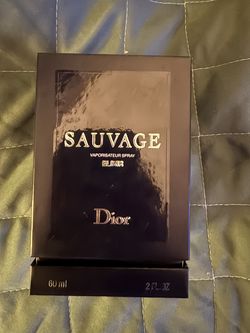 SAUVAGE
VAPORISATEUR SPRAY
ELIXIR
Dior
60 ml 2 FL. OZ